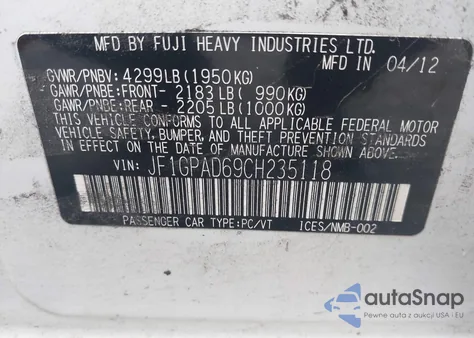 MFD. BY FUJI HEAVY INDUSTRIES LTD.
MFD IN 04/12
GVWR/PNBV: 4299LB(1950KG)
GAWR/PNBE:FRONT- 2183LB( 990KG)
GAWR/PNBE:REAR - 2205LB(1000KG)
THIS VEHICLE CONFORMS TO ALL APPLICABLE FEDERAL MOTOR
VEHICLE SAFETY, BUMPER, AND THEFT PREVENTION STANDARDS
IN EFFECT ON THE DATE OF MANUFACTURE SHOWN ABOVE.
VIN: JF1GPAD69CH235118
PASSENGER CAR TYPE:PC/VT ICES/NMB-002
autaSnap
Twoje auto z aukcji USA i EU